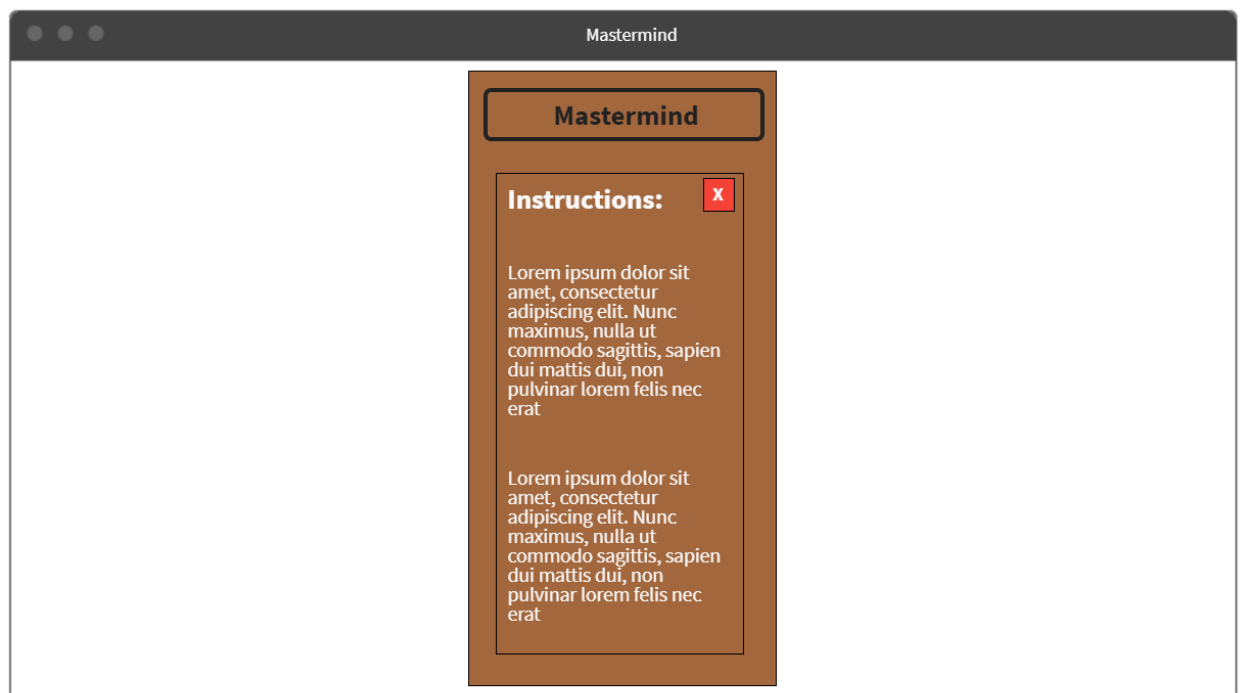 Mastermind
Mastermind
Instructions:
X
Lorem ipsum dolor sit
amet, consectetur
adipiscing elit. Nunc
maximus, nulla ut
commodo sagittis, sapien
dui mattis dui, non
pulvinar lorem felis nec
erat
Lorem ipsum dolor sit
amet, consectetur
adipiscing elit. Nunc
maximus, nulla ut
commodo sagittis, sapien
dui mattis dui, non
pulvinar lorem felis nec
erat